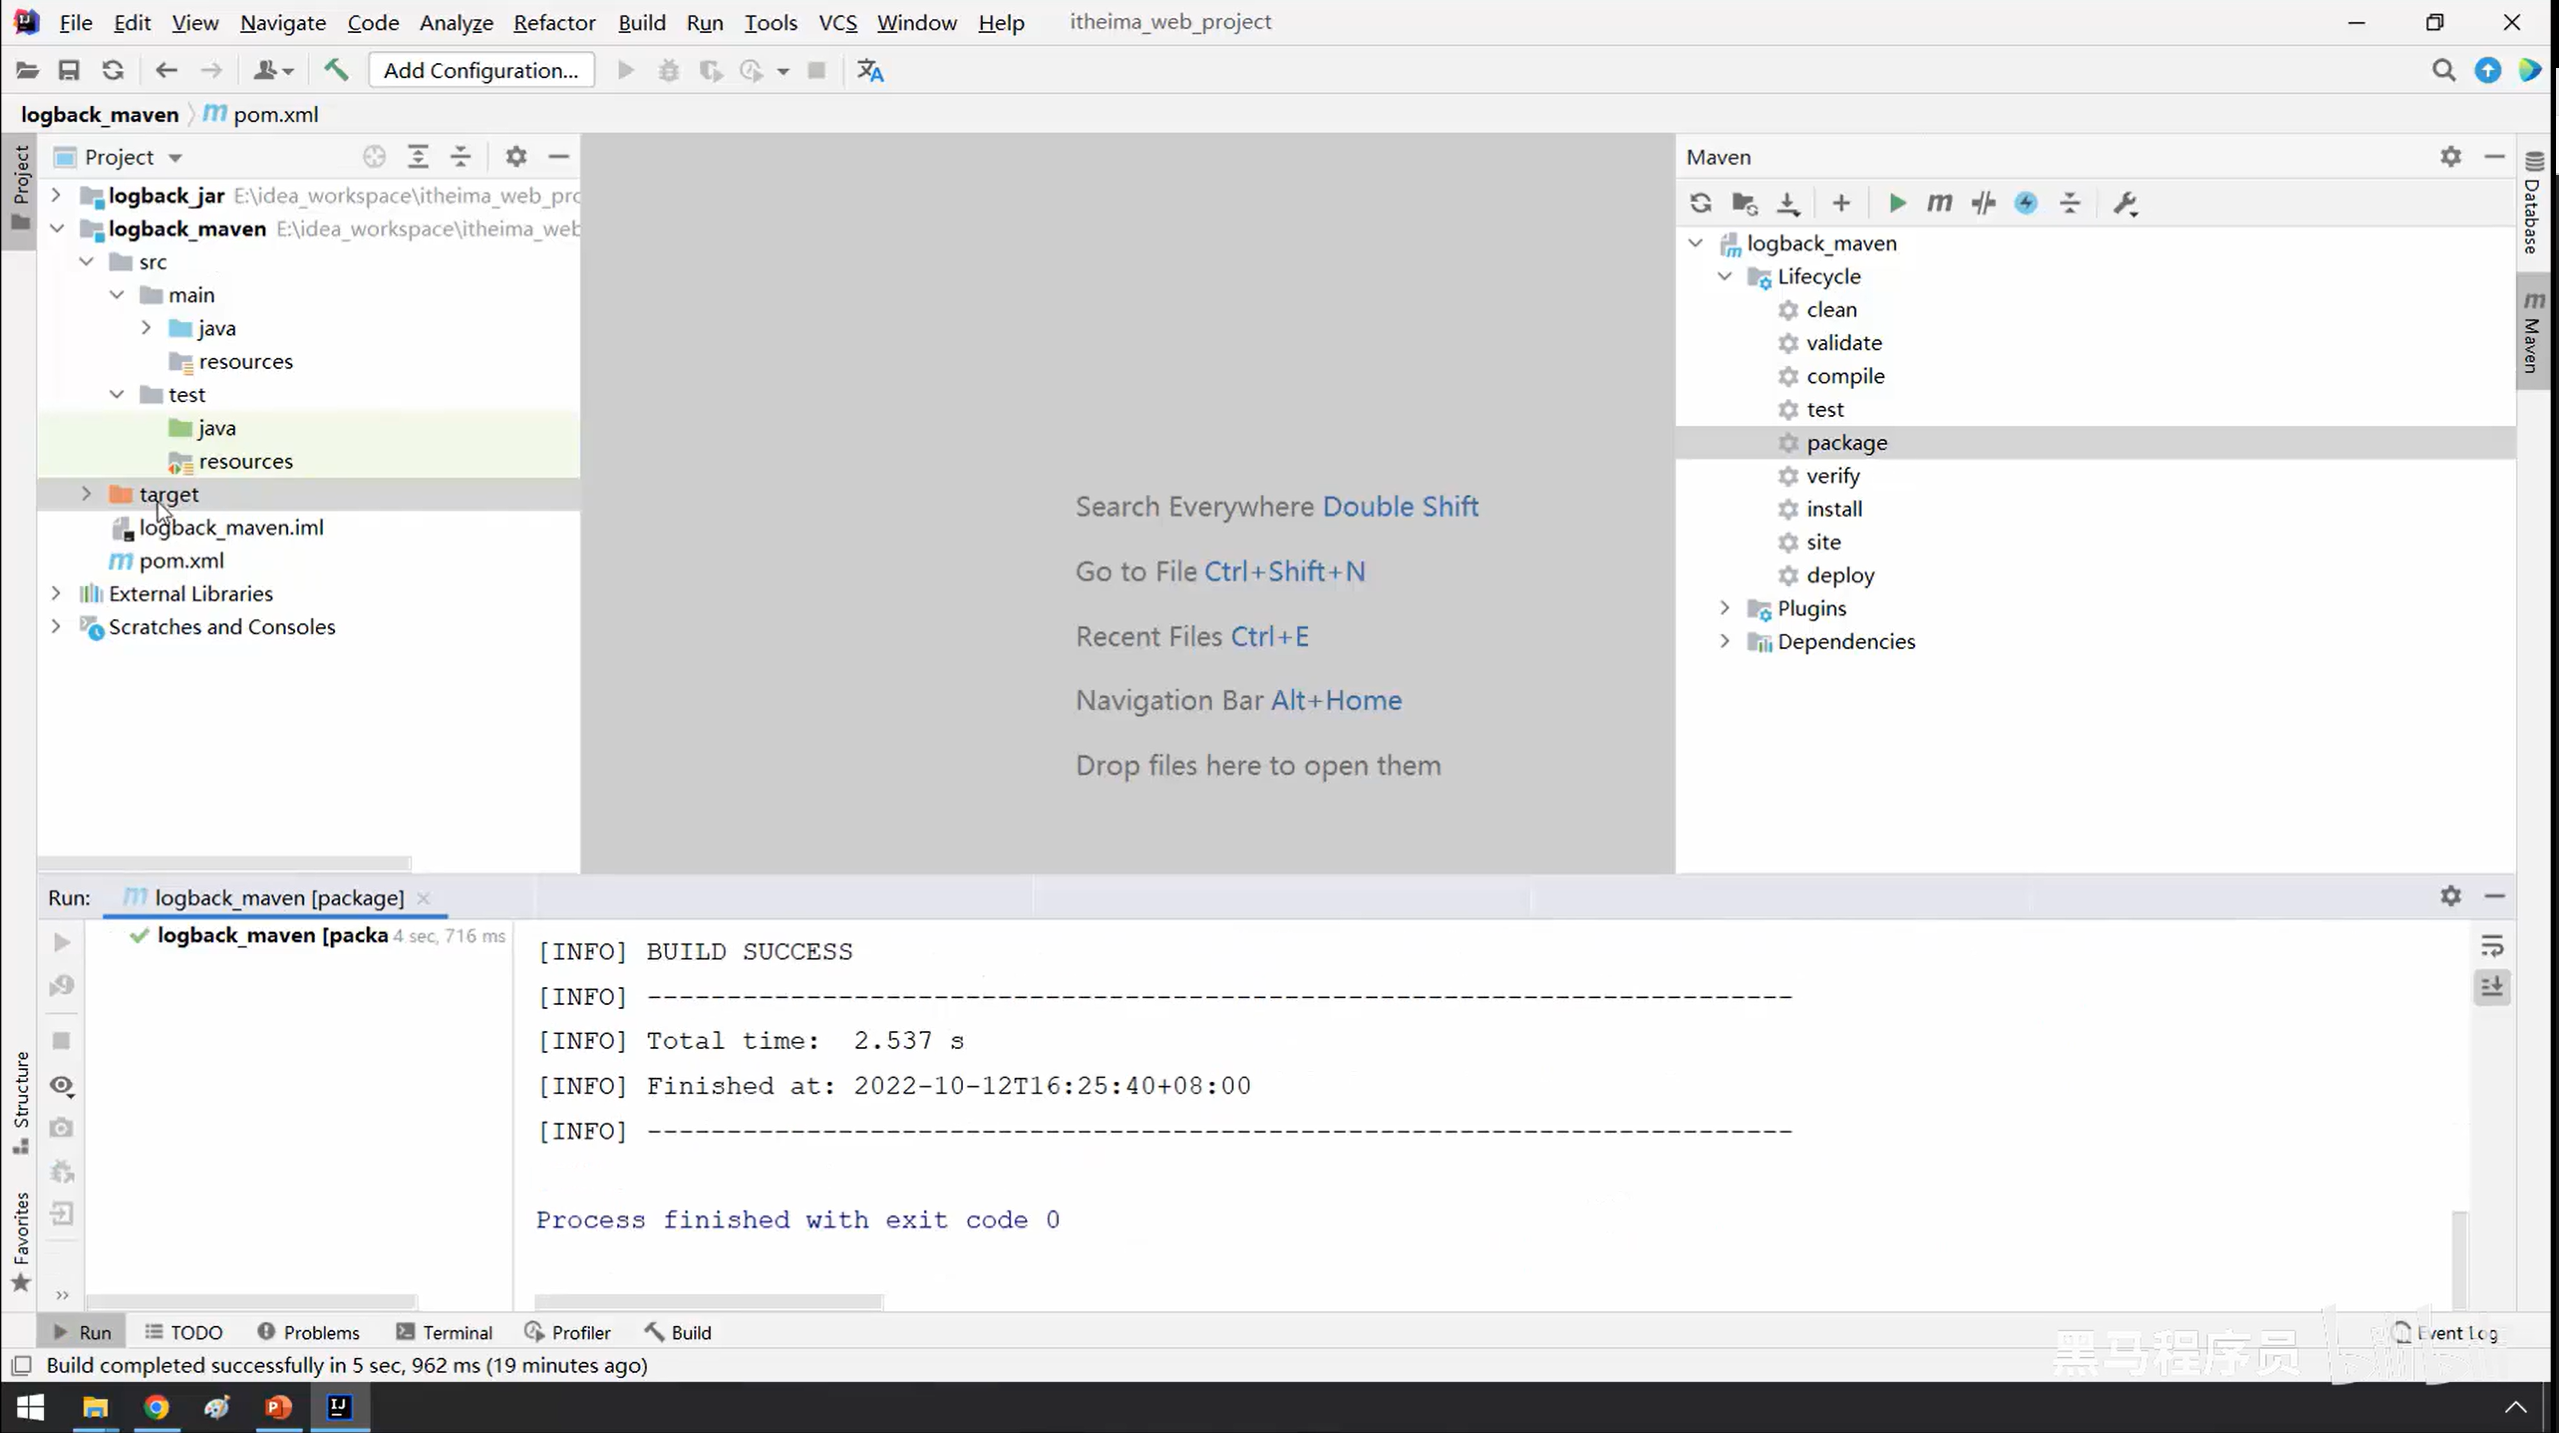 File Edit View Navigate Code Analyze Refactor Build Run Tools VCS Window Help itheima_web_project
Add Configuration...
logback_maven pom.xml
Project
Project
logback_jar E:\idea_workspace\itheima_web_pro
logback_maven E:\idea_workspace\itheima_web
src
main
java
resources
test
java
resources
target
logback_maven.iml
pom.xml
External Libraries
Scratches and Consoles
Search Everywhere Double Shift
Go to File Ctrl+Shift+N
Recent Files Ctrl+E
Navigation Bar Alt+Home
Drop files here to open them
Maven
logback_maven
Lifecycle
clean
validate
compile
test
package
verify
install
site
deploy
Plugins
Dependencies
Database
Maven
Run: logback_maven [package]
logback_maven [packa 4 sec, 716 ms
[INFO] BUILD SUCCESS
[INFO] ------------------------------------------------------------------------
[INFO] Total time:  2.537 s
[INFO] Finished at: 2022-10-12T16:25:40+08:00
[INFO] ------------------------------------------------------------------------
Process finished with exit code 0
Structure
Favorites
Run TODO Problems Terminal Profiler Build Event Log
Build completed successfully in 5 sec, 962 ms (19 minutes ago)
黑马程序员 bilibili